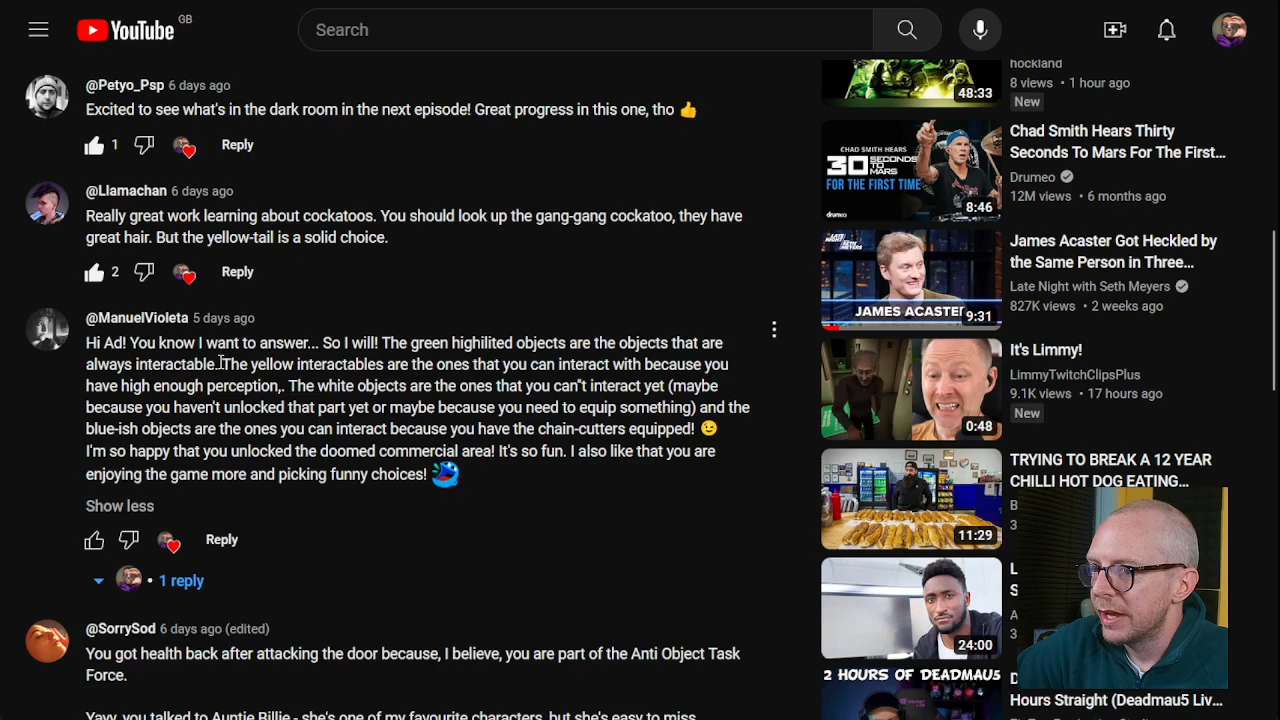 YouTube
GB
Search
@Petyo_Psp 6 days ago
Excited to see what's in the dark room in the next episode! Great progress in this one, tho 👍
1
Reply
@Llamachan 6 days ago
Really great work learning about cockatoos. You should look up the gang-gang cockatoo, they have
great hair. But the yellow-tail is a solid choice.
2
Reply
@ManuelVioleta 5 days ago
Hi Ad! You know I want to answer... So I will! The green highilited objects are the objects that are
always interactable..The yellow interactables are the ones that you can interact with because you
have high enough perception,. The white objects are the ones that you can"t interact yet (maybe
because you haven't unlocked that part yet or maybe because you need to equip something) and the
blue-ish objects are the ones you can interact because you have the chain-cutters equipped! 😉
I'm so happy that you unlocked the doomed commercial area! It's so fun. I also like that you are
enjoying the game more and picking funny choices!
Show less
Reply
1 reply
@SorrySod 6 days ago (edited)
You got health back after attacking the door because, I believe, you are part of the Anti Object Task
Force.
Yayy, you talked to Auntie Billie - she's one of my favourite characters, but she's easy to miss.
48:33
hockland
8 views • 1 hour ago
New
CHAD SMITH HEARS
30 SECONDS TO MARS
FOR THE FIRST TIME
drumeo
8:46
Chad Smith Hears Thirty
Seconds To Mars For The First...
Drumeo
12M views • 6 months ago
JAMES ACASTER
9:31
James Acaster Got Heckled by
the Same Person in Three...
Late Night with Seth Meyers
827K views • 2 weeks ago
0:48
It's Limmy!
LimmyTwitchClipsPlus
9.1K views • 17 hours ago
New
11:29
TRYING TO BREAK A 12 YEAR
CHILLI HOT DOG EATING...
24:00
2 HOURS OF DEADMAU5
Hours Straight (Deadmau5 Liv...